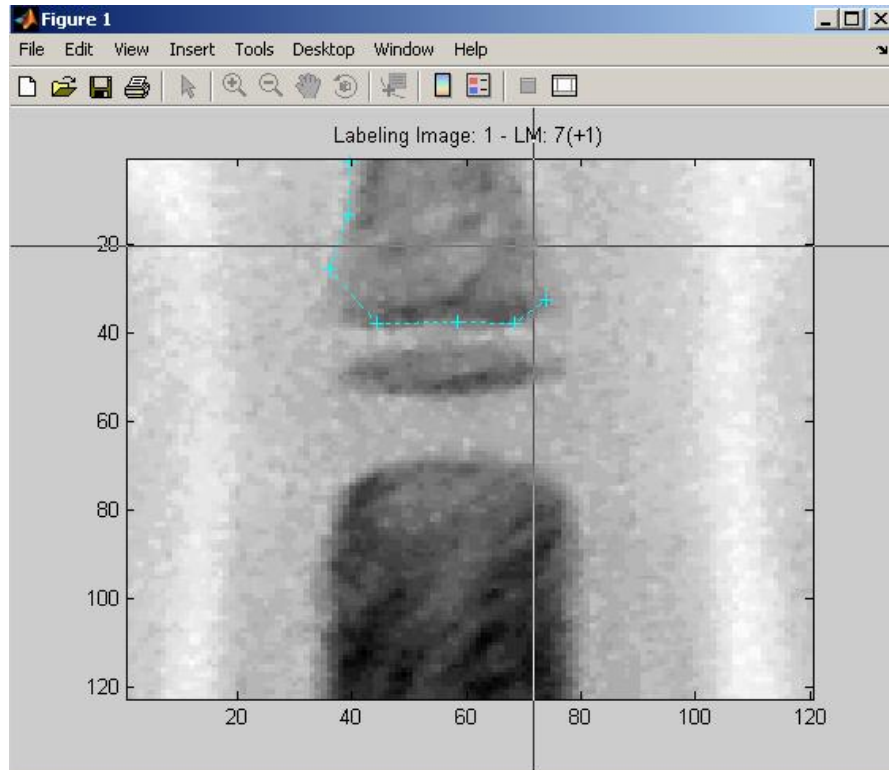 Figure 1
File Edit View Insert Tools Desktop Window Help
Labeling Image: 1 - LM: 7(+1)
20
40
60
80
100
120
20 40 60 80 100 120